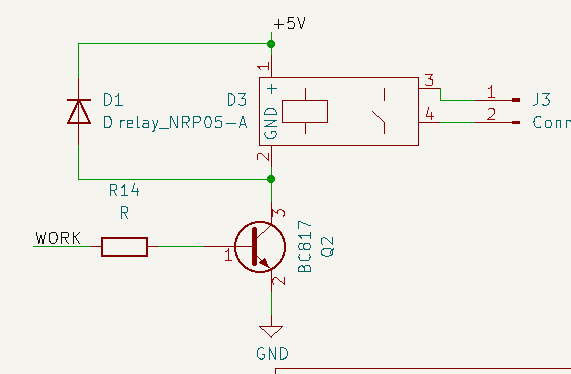 +5V
1
D1
D3
+
3
1
J3
D relay_NRP05-A
GND
4
2
Conn
2
R14
R
3
WORK
1
BC817
Q2
2
GND